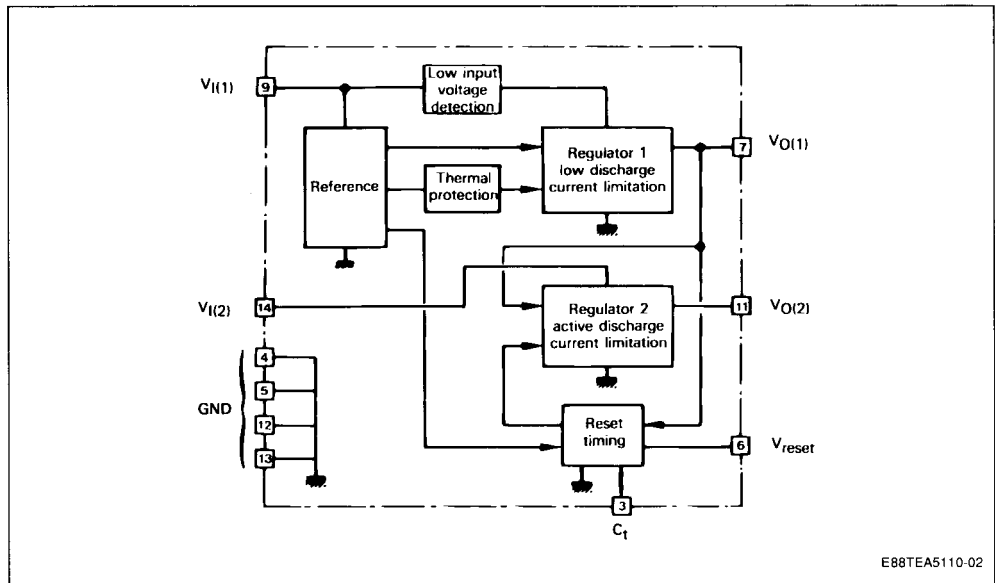 V_I(1)
9
Low input
voltage
detection
Reference
Thermal
protection
Regulator 1
low discharge
current limitation
7
V_O(1)
V_I(2)
14
Regulator 2
active discharge
current limitation
11
V_O(2)
GND
4
5
12
13
Reset
timing
6
V_reset
3
C_t
E88TEA5110-02